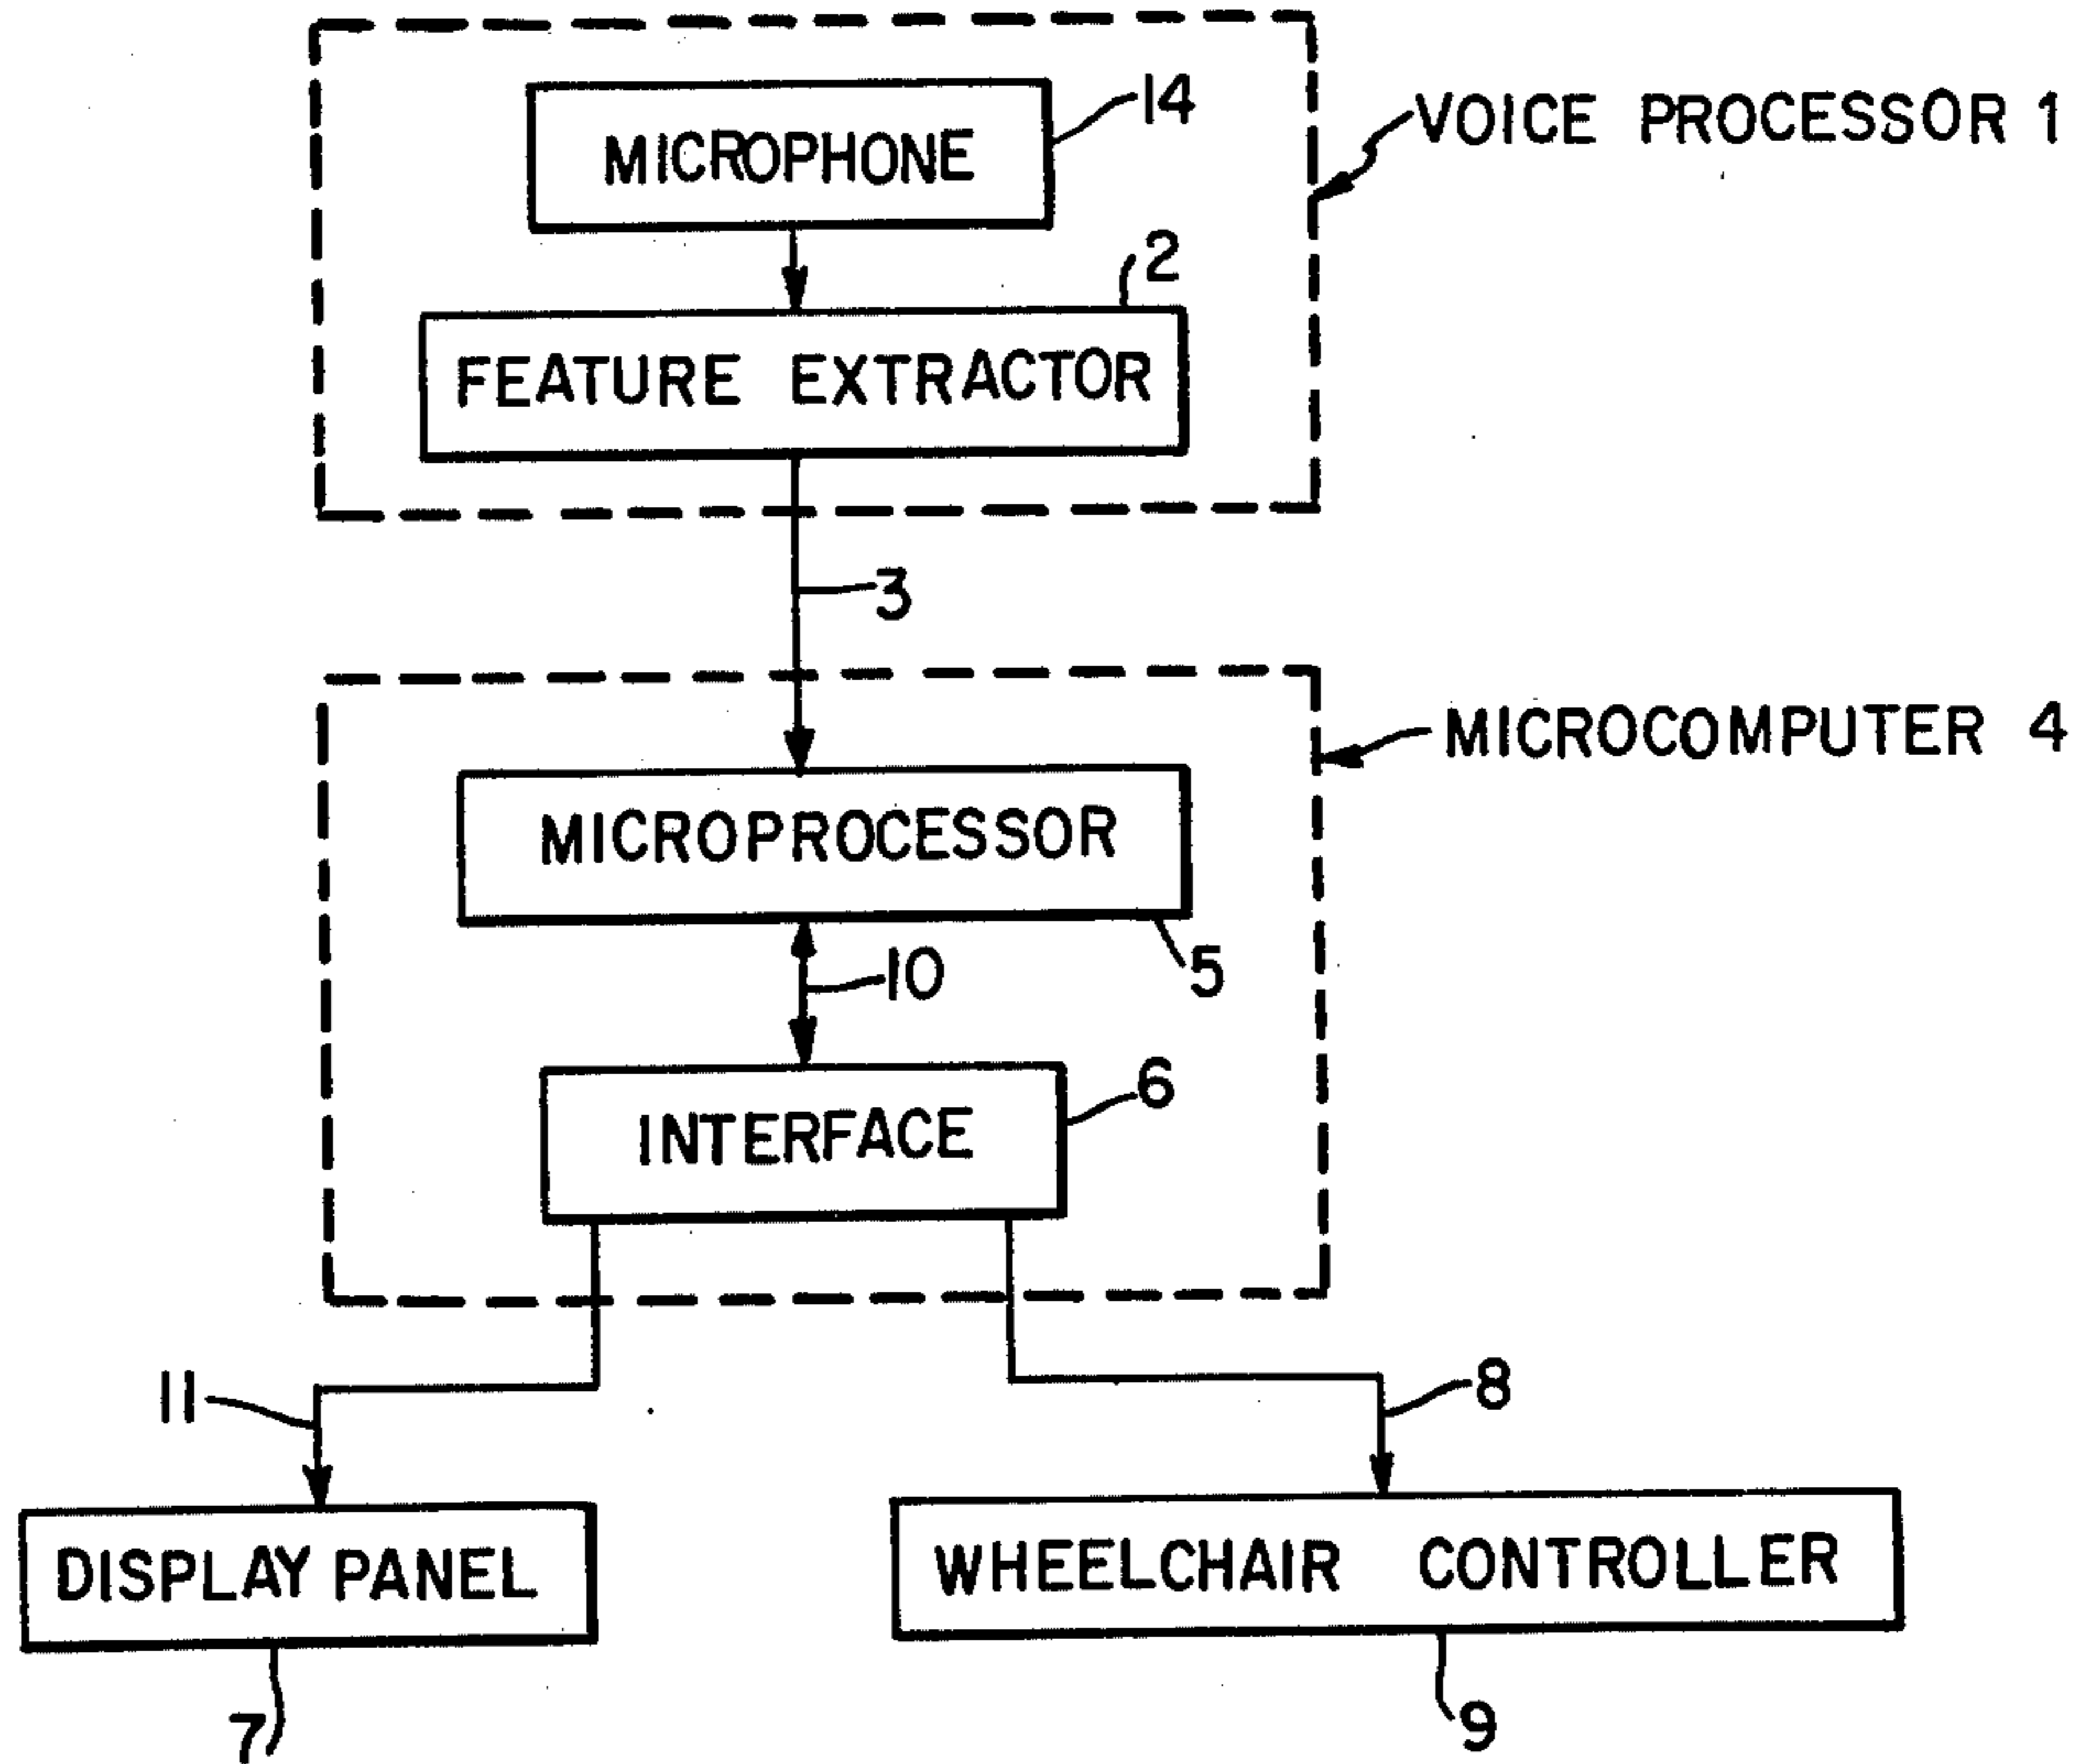 MICROPHONE
14
VOICE PROCESSOR 1
2
FEATURE EXTRACTOR
3
MICROCOMPUTER 4
MICROPROCESSOR
10
5
6
INTERFACE
11
8
DISPLAY PANEL
WHEELCHAIR CONTROLLER
7
9